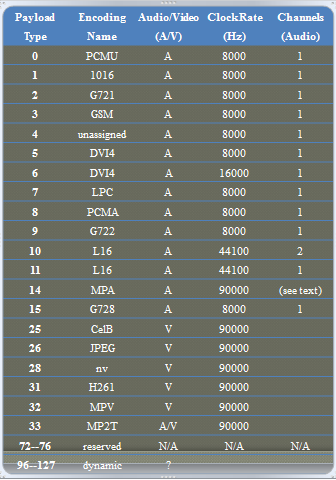 Payload Encoding Audio/Video ClockRate Channels
Type Name (A/V) (Hz) (Audio)
0 PCMU A 8000 1
1 1016 A 8000 1
2 G721 A 8000 1
3 GSM A 8000 1
4 unassigned A 8000 1
5 DVI4 A 8000 1
6 DVI4 A 16000 1
7 LPC A 8000 1
8 PCMA A 8000 1
9 G722 A 8000 1
10 L16 A 44100 2
11 L16 A 44100 1
14 MPA A 90000 (see text)
15 G728 A 8000 1
25 CelB V 90000
26 JPEG V 90000
28 nv V 90000
31 H261 V 90000
32 MPV V 90000
33 MP2T A/V 90000
72--76 reserved N/A N/A N/A
96--127 dynamic ?